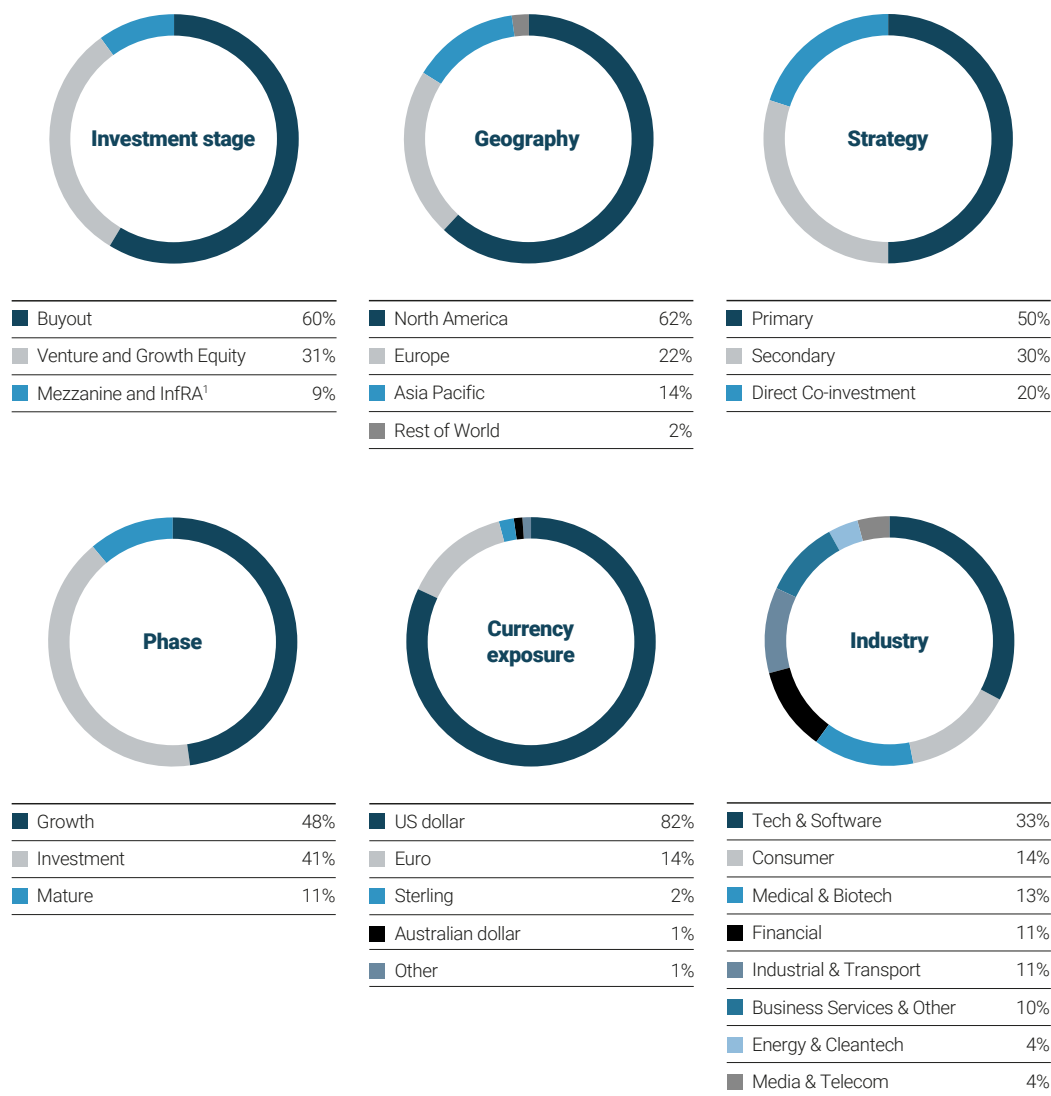 Investment stage
Buyout 60%
Venture and Growth Equity 31%
Mezzanine and InfRA¹ 9%
Geography
North America 62%
Europe 22%
Asia Pacific 14%
Rest of World 2%
Strategy
Primary 50%
Secondary 30%
Direct Co-investment 20%
Phase
Growth 48%
Investment 41%
Mature 11%
Currency
exposure
US dollar 82%
Euro 14%
Sterling 2%
Australian dollar 1%
Other 1%
Industry
Tech & Software 33%
Consumer 14%
Medical & Biotech 13%
Financial 11%
Industrial & Transport 11%
Business Services & Other 10%
Energy & Cleantech 4%
Media & Telecom 4%